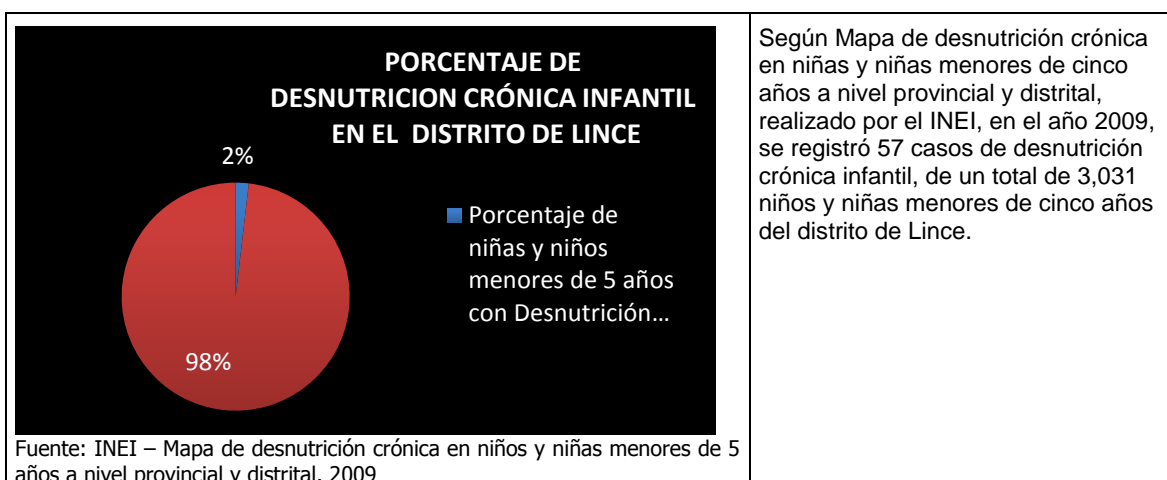 PORCENTAJE DE
DESNUTRICION CRÓNICA INFANTIL
EN EL DISTRITO DE LINCE
2%
98%
Porcentaje de
niñas y niños
menores de 5 años
con Desnutrición...
Fuente: INEI – Mapa de desnutrición crónica en niños y niñas menores de 5
años a nivel provincial y distrital, 2009
Según Mapa de desnutrición crónica
en niñas y niñas menores de cinco
años a nivel provincial y distrital,
realizado por el INEI, en el año 2009,
se registró 57 casos de desnutrición
crónica infantil, de un total de 3,031
niños y niñas menores de cinco años
del distrito de Lince.